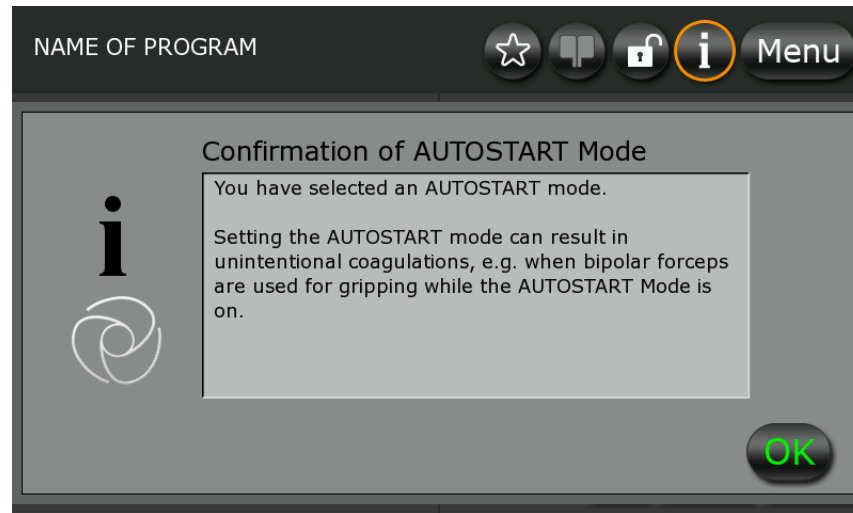 NAME OF PROGRAM
i
Menu
Confirmation of AUTOSTART Mode
i
You have selected an AUTOSTART mode.
Setting the AUTOSTART mode can result in
unintentional coagulations, e.g. when bipolar forceps
are used for gripping while the AUTOSTART Mode is
on.
OK